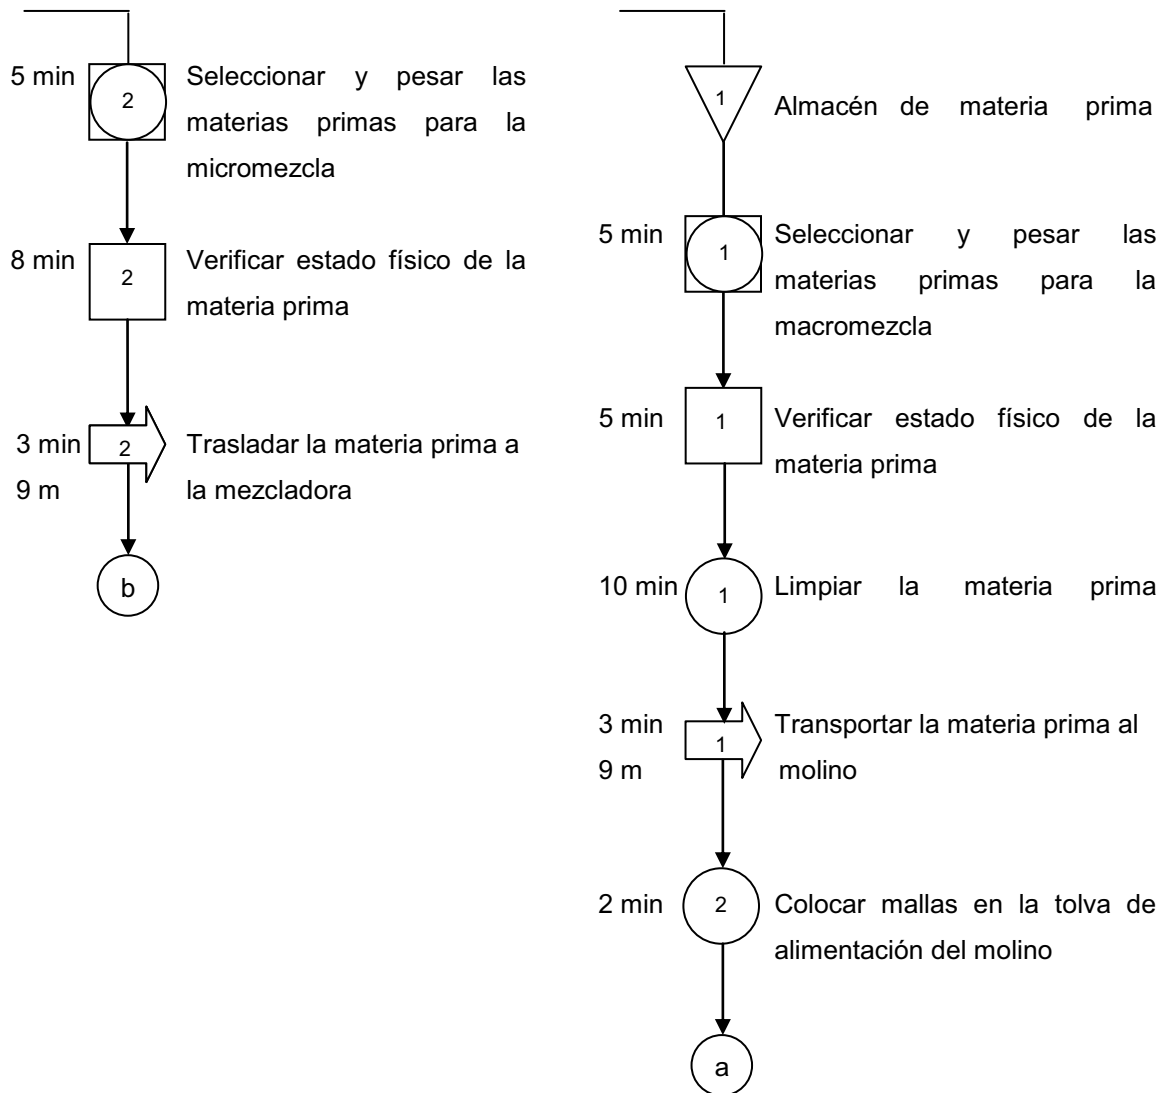 5 min
2
Seleccionar y pesar las
materias primas para la
micromezcla
8 min
2
Verificar estado físico de la
materia prima
3 min
9 m
2
Trasladar la materia prima a
la mezcladora
b
1
Almacén de materia prima
5 min
1
Seleccionar y pesar las
materias primas para la
macromezcla
5 min
1
Verificar estado físico de la
materia prima
10 min
1
Limpiar la materia prima
3 min
9 m
1
Transportar la materia prima al
molino
2 min
2
Colocar mallas en la tolva de
alimentación del molino
a